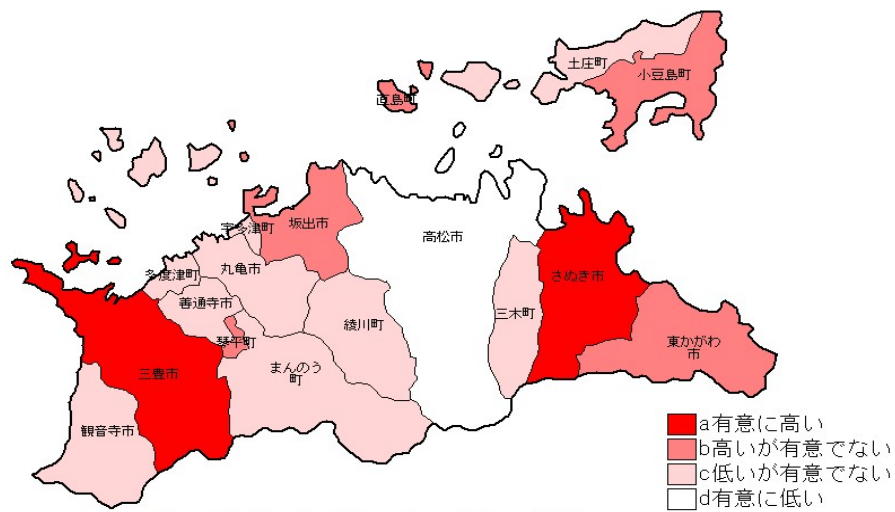 土庄町
小豆島町
直島町
宇多津町
坂出市
高松市
多度津町
丸亀市
さぬき市
善通寺市
三木町
綾川町
琴平町
東かがわ
市
まんのう
町
三豊市
観音寺市
a有意に高い
b高いが有意でない
c低いが有意でない
d有意に低い